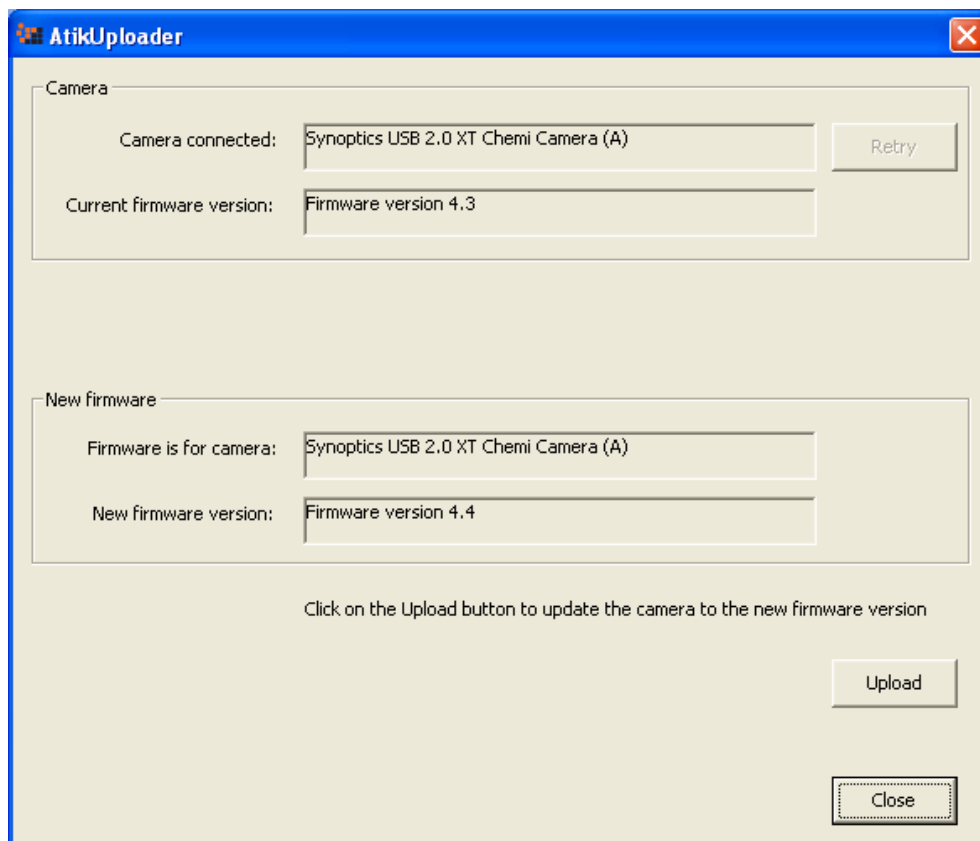 AtikUploader
Camera
Camera connected: Synoptics USB 2.0 XT Chemi Camera (A) Retry
Current firmware version: Firmware version 4.3
New firmware
Firmware is for camera: Synoptics USB 2.0 XT Chemi Camera (A)
New firmware version: Firmware version 4.4
Click on the Upload button to update the camera to the new firmware version
Upload
Close